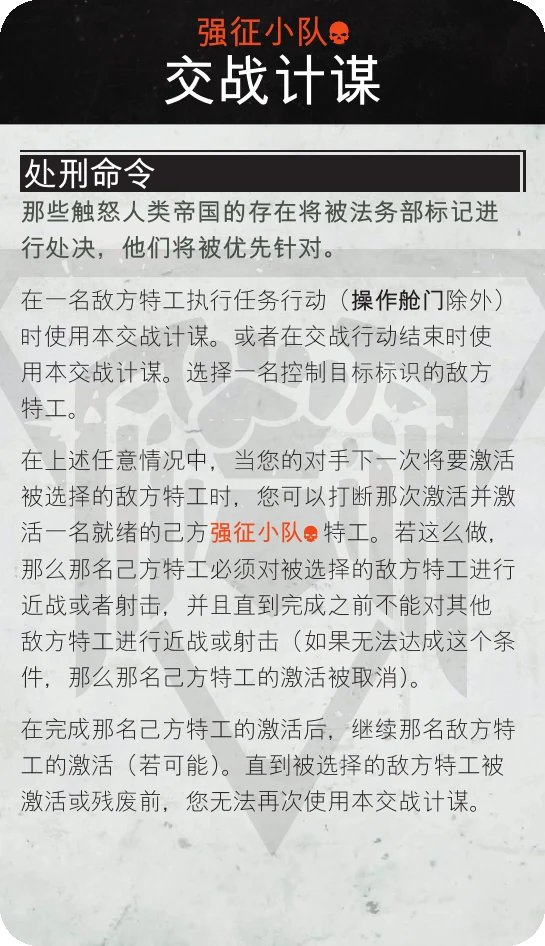 强征小队
交战计谋
处刑命令
那些触怒人类帝国的存在将被法务部标记进
行处决，他们将被优先针对。
在一名敌方特工执行任务行动（操作舱门除外）
时使用本交战计谋。或者在交战行动结束时使
用本交战计谋。选择一名控制目标标识的敌方
特工。
在上述任意情况中，当您的对手下一次将要激活
被选择的敌方特工时，您可以打断那次激活并激
活一名就绪的己方强征小队特工。若这么做，
那么那名己方特工必须对被选择的敌方特工进行
近战或者射击，并且直到完成之前不能对其他
敌方特工进行近战或射击（如果无法达成这个条
件，那么那名己方特工的激活被取消）。
在完成那名己方特工的激活后，继续那名敌方特
工的激活（若可能）。直到被选择的敌方特工被
激活或残废前，您无法再次使用本交战计谋。